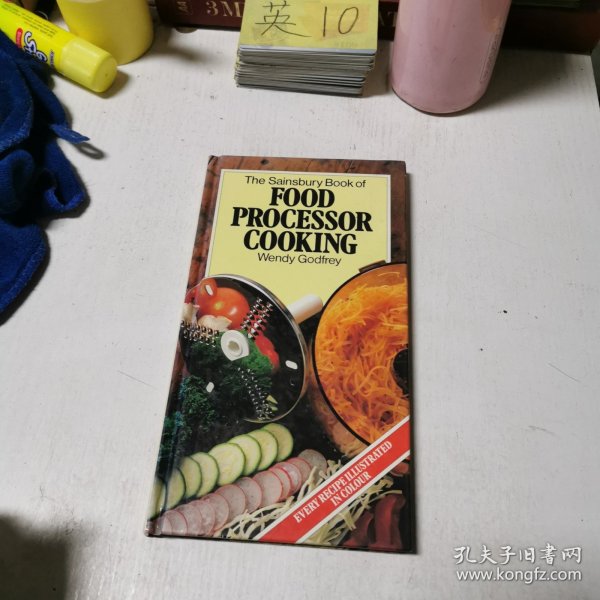 3M
英 10
The Sainsbury Book of
FOOD
PROCESSOR
COOKING
Wendy Godfrey
EVERY RECIPE ILLUSTRATED
IN COLOUR
孔夫子旧书网
www.kongfz.com